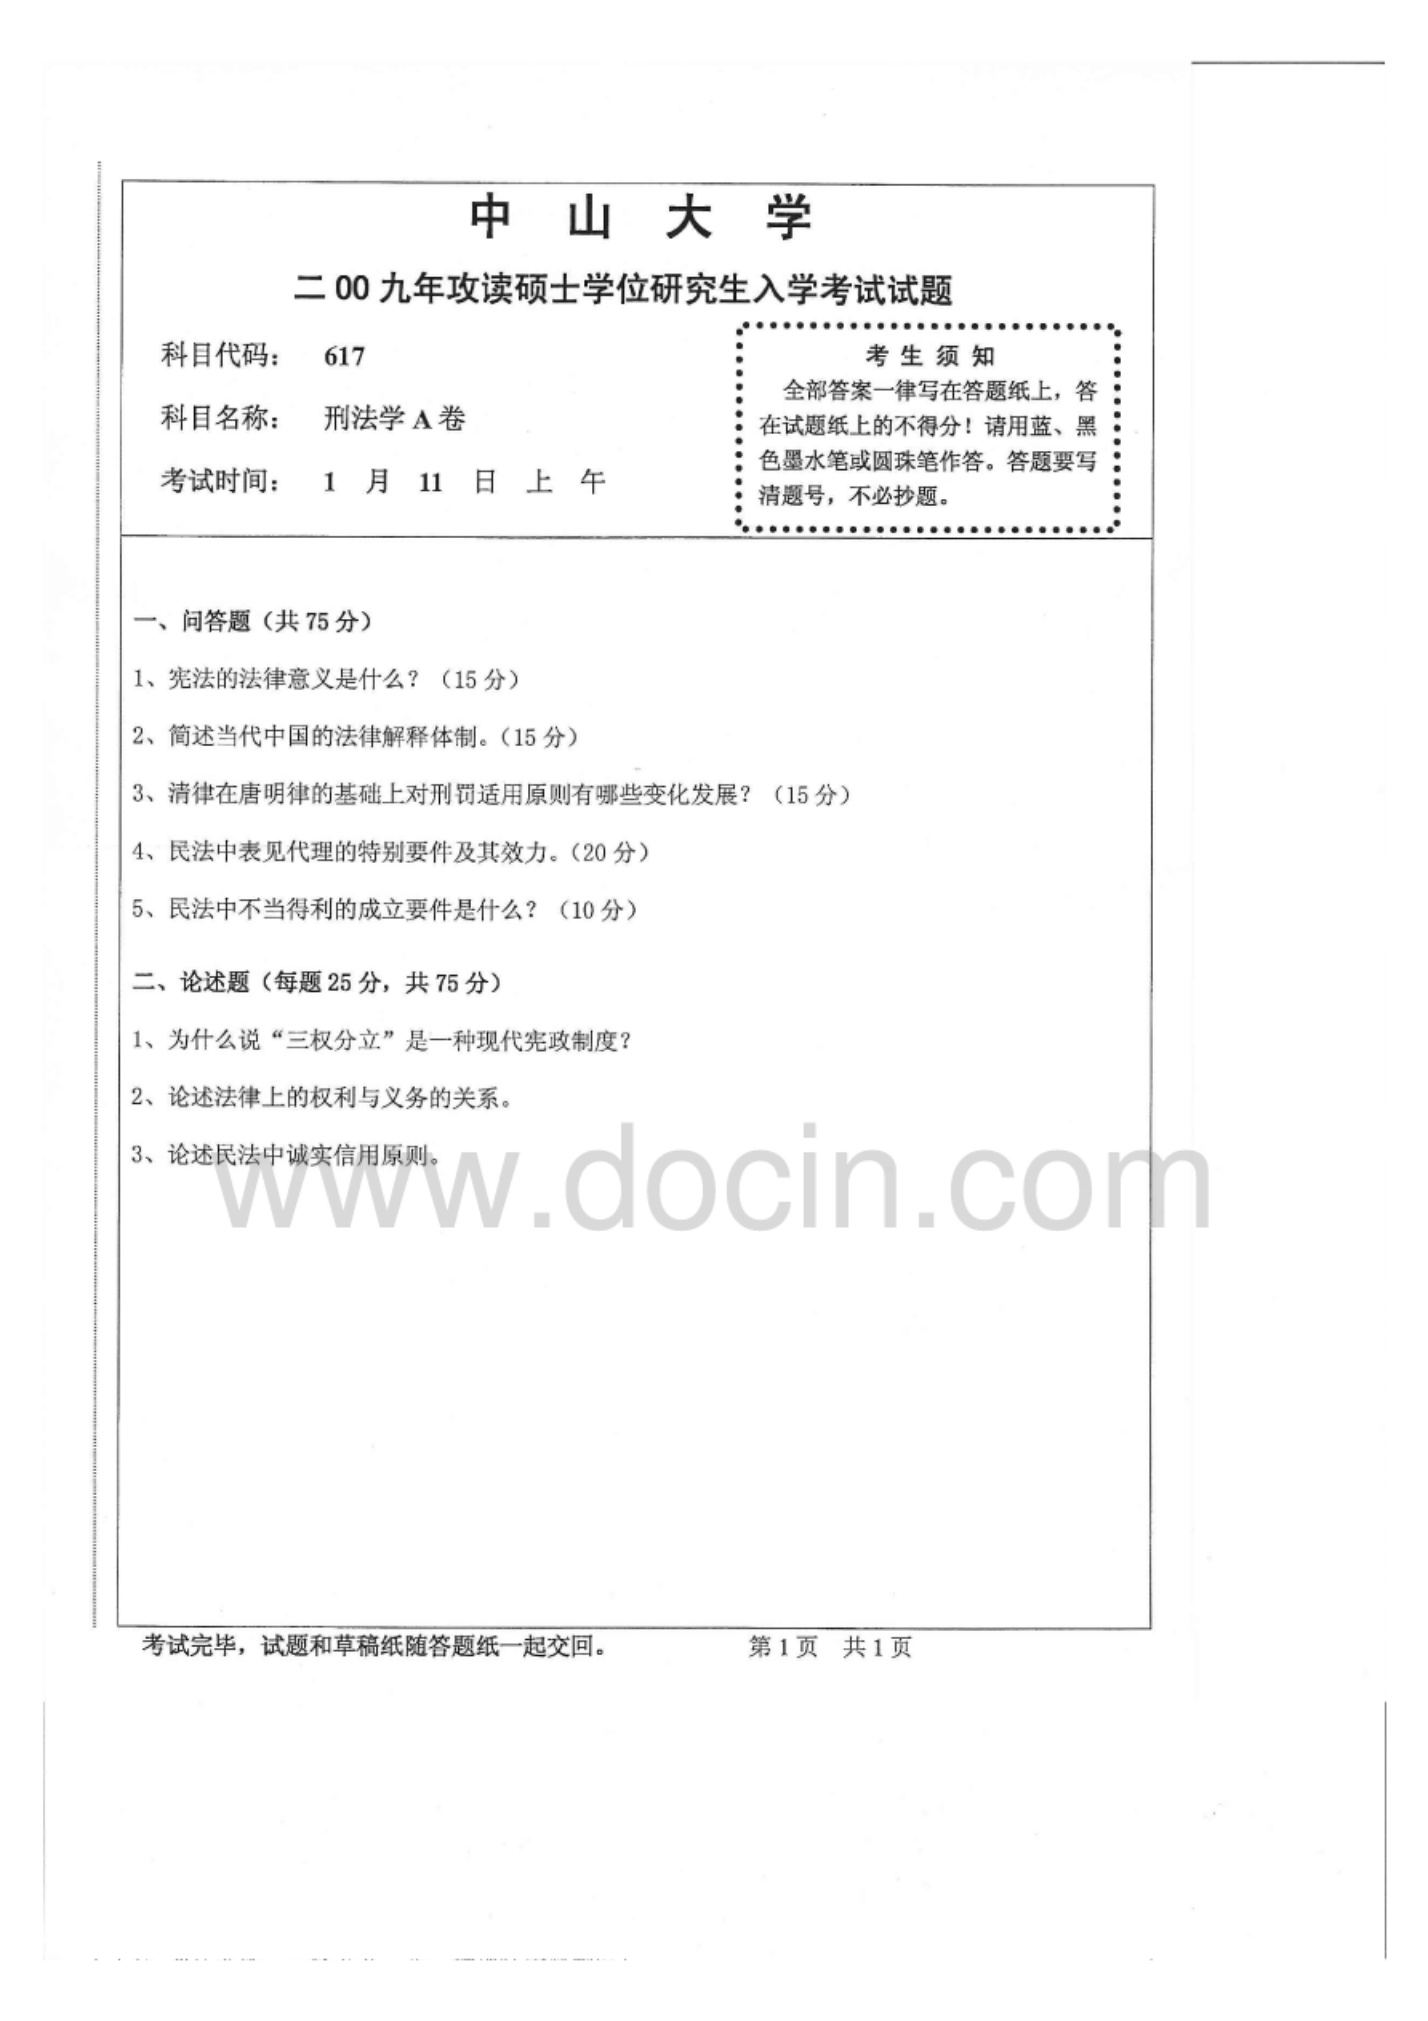 中 山 大 学
二00九年攻读硕士学位研究生入学考试试题
科目代码： 617
科目名称： 刑法学A卷
考试时间： 1 月 11 日 上 午
考 生 须 知
全部答案一律写在答题纸上，答
在试题纸上的不得分！请用蓝、黑
色墨水笔或圆珠笔作答。答题要写
清题号，不必抄题。
一、问答题（共75分）
1、宪法的法律意义是什么？（15分）
2、简述当代中国的法律解释体制。（15分）
3、清律在唐明律的基础上对刑罚适用原则有哪些变化发展？（15分）
4、民法中表见代理的特别要件及其效力。（20分）
5、民法中不当得利的成立要件是什么？（10分）
二、论述题（每题25分，共75分）
1、为什么说“三权分立”是一种现代宪政制度？
2、论述法律上的权利与义务的关系。
3、论述民法中诚实信用原则。
www.docin.com
考试完毕，试题和草稿纸随答题纸一起交回。 第1页 共1页